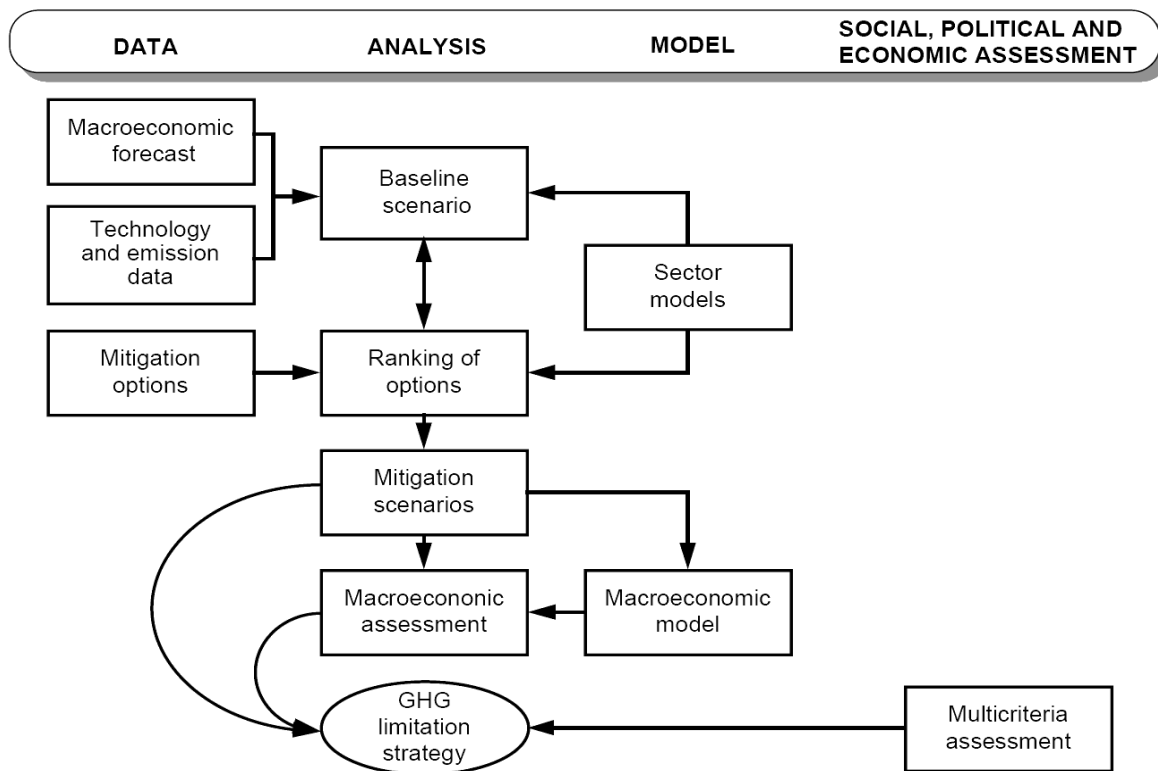 DATA
ANALYSIS
MODEL
SOCIAL, POLITICAL AND
ECONOMIC ASSESSMENT
Macroeconomic
forecast
Baseline
scenario
Technology
and emission
data
Sector
models
Mitigation
options
Ranking of
options
Mitigation
scenarios
Macroecononic
assessment
Macroeconomic
model
GHG
limitation
strategy
Multicriteria
assessment